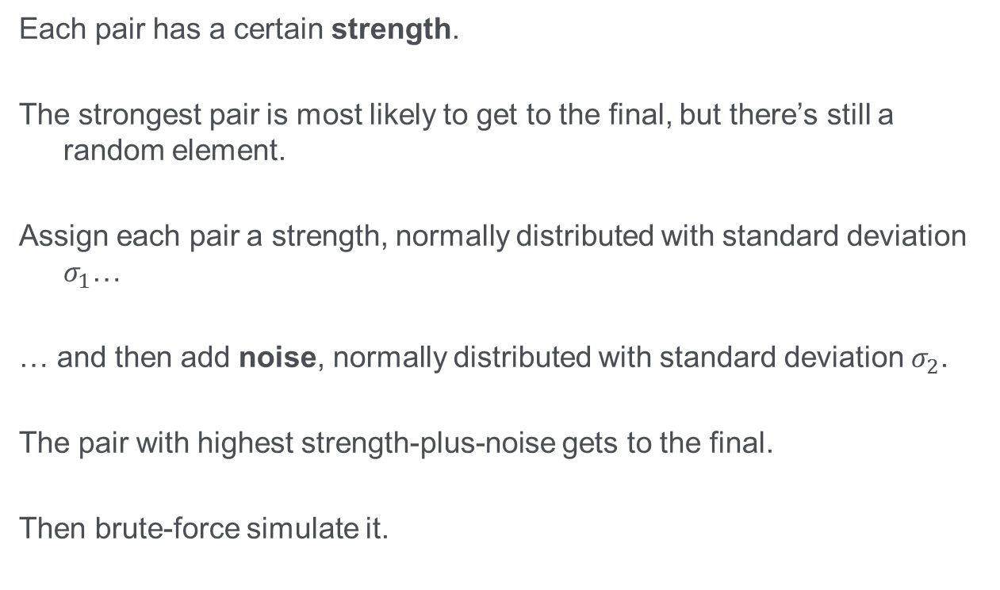 Each pair has a certain strength.
The strongest pair is most likely to get to the final, but there’s still a
random element.
Assign each pair a strength, normally distributed with standard deviation
𝜎₁…
… and then add noise, normally distributed with standard deviation 𝜎₂.
The pair with highest strength-plus-noise gets to the final.
Then brute-force simulate it.